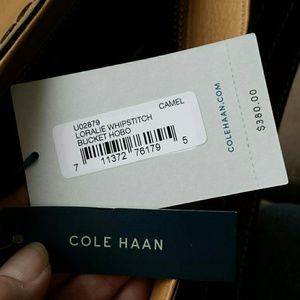 U02879 CAMEL
LORALIE WHIPSTITCH
BUCKET HOBO
7 11372 76179 5
COLEHAAN.COM
$380.00
COLE HAAN